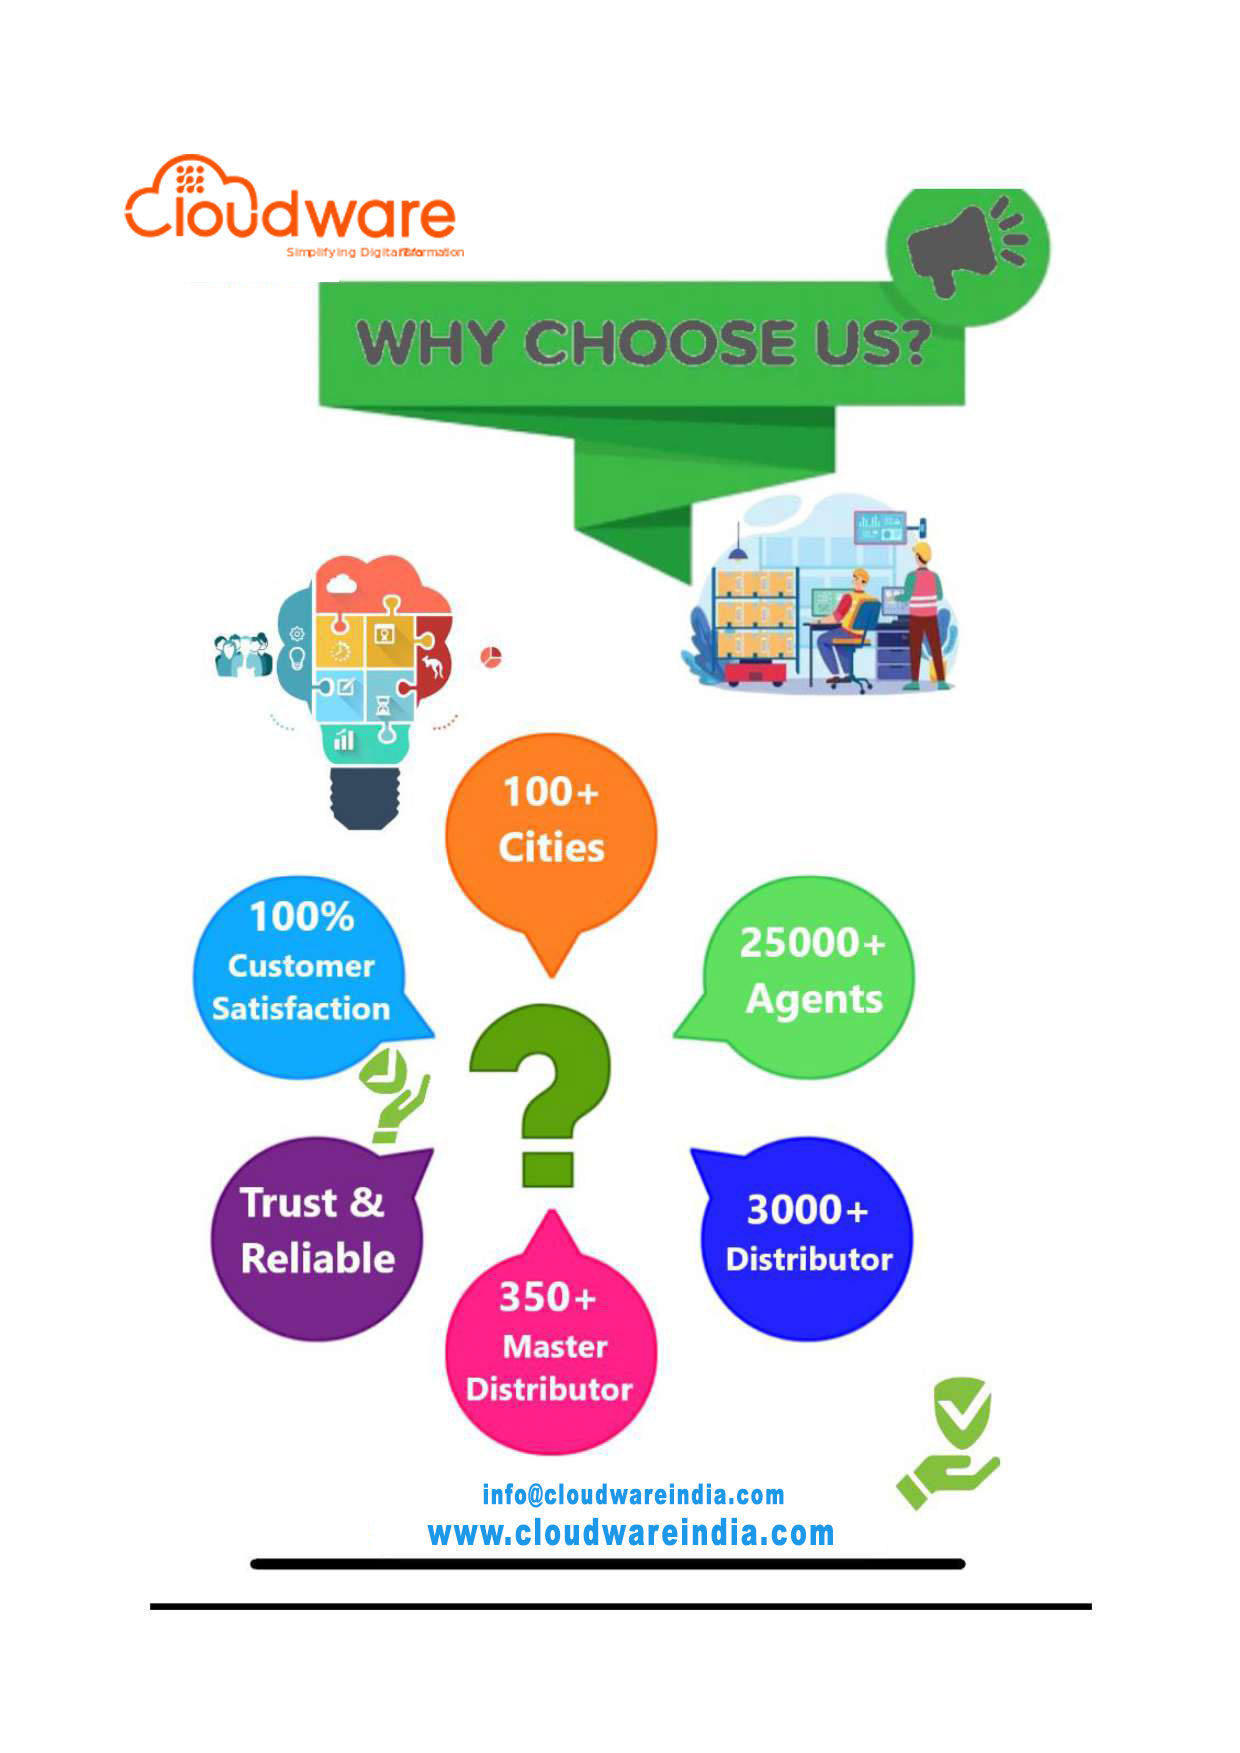 Cloudware
Simplifying Digital
WHY CHOOSE US?
100+
Cities
100%
Customer
Satisfaction
25000+
Agents
Trust &
Reliable
3000+
Distributor
350+
Master
Distributor
info@cloudwareindia.com
www.cloudwareindia.com